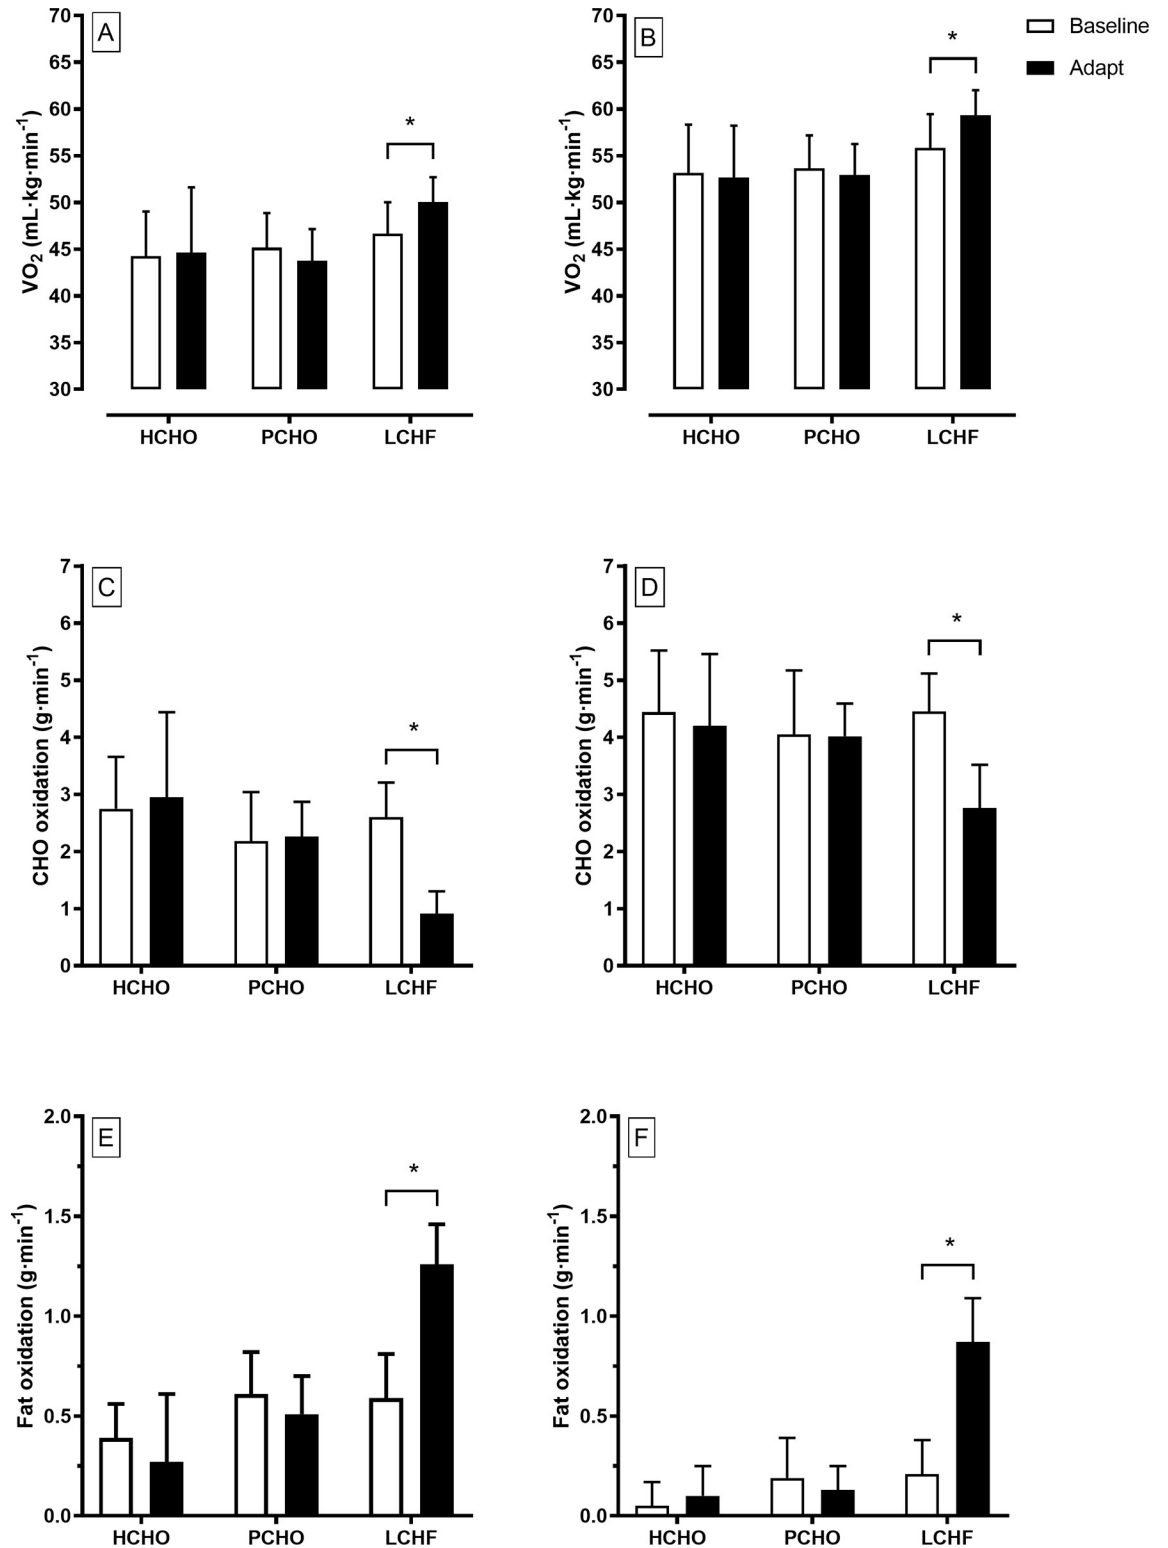 A
70
65
60
55
50
45
40
35
30
VO2 (mL·kg·min-1)
*
HCHO PCHO LCHF
B
70
65
60
55
50
45
40
35
30
VO2 (mL·kg·min-1)
*
HCHO PCHO LCHF
Baseline
Adapt
C
7
6
5
4
3
2
1
0
CHO oxidation (g·min-1)
*
HCHO PCHO LCHF
D
7
6
5
4
3
2
1
0
CHO oxidation (g·min-1)
*
HCHO PCHO LCHF
E
2.0
1.5
1.0
0.5
0.0
Fat oxidation (g·min-1)
*
HCHO PCHO LCHF
F
2.0
1.5
1.0
0.5
0.0
Fat oxidation (g·min-1)
*
HCHO PCHO LCHF